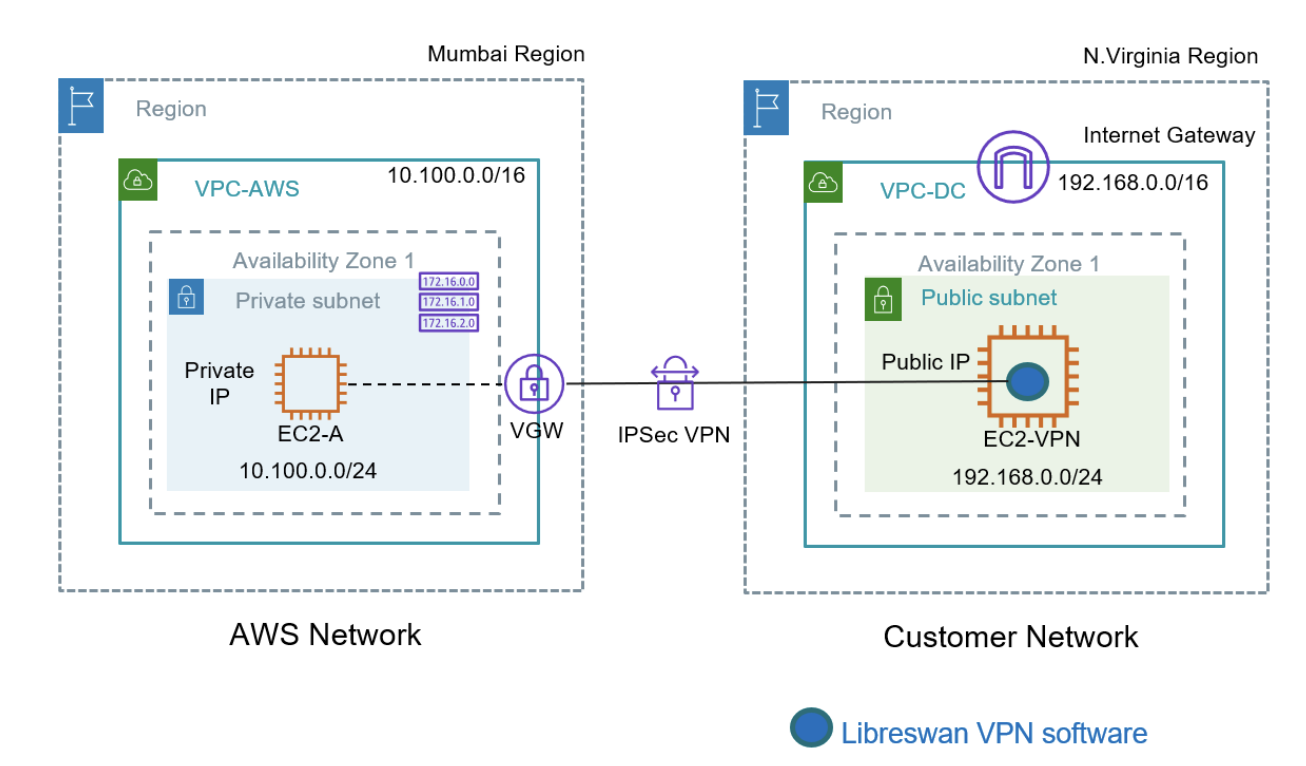 Mumbai Region
Region
VPC-AWS
10.100.0.0/16
Availability Zone 1
Private subnet
172.16.0.0
172.16.1.0
172.16.2.0
Private
IP
EC2-A
10.100.0.0/24
VGW
IPSec VPN
AWS Network
N.Virginia Region
Region
Internet Gateway
VPC-DC
192.168.0.0/16
Availability Zone 1
Public subnet
Public IP
EC2-VPN
192.168.0.0/24
Customer Network
Libreswan VPN software